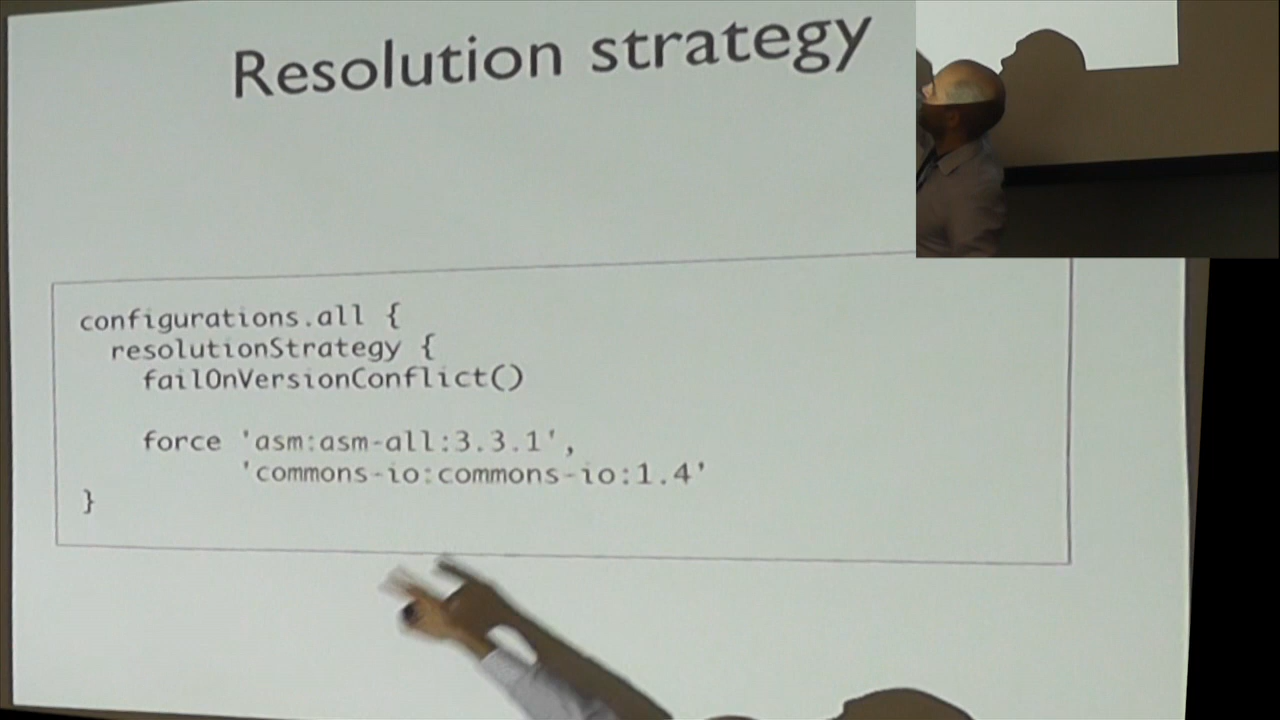 Resolution strategy
configurations.all {
resolutionStrategy {
failOnVersionConflict()
force 'asm:asm-all:3.3.1',
'commons-io:commons-io:1.4'
}